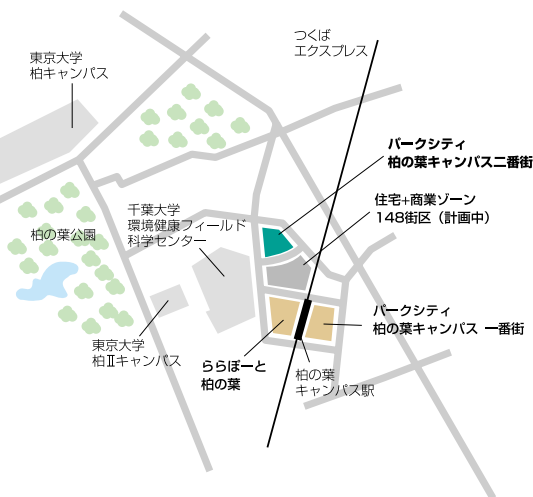 つくば
エクスプレス
東京大学
柏キャンパス
パークシティ
柏の葉キャンパス二番街
住宅+商業ゾーン
148街区（計画中）
千葉大学
環境健康フィールド
科学センター
柏の葉公園
パークシティ
柏の葉キャンパス 一番街
東京大学
柏Ⅱキャンパス
ららぽーと
柏の葉
柏の葉
キャンパス駅